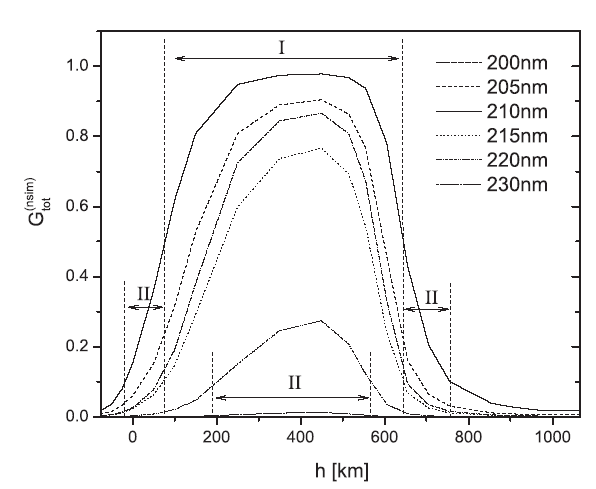 I
1.0
200nm
205nm
0.8
210nm
215nm
220nm
0.6
230nm
G tot (nsim)
0.4
II
II
0.2
II
0.0
0
200
400
600
800
1000
h [km]